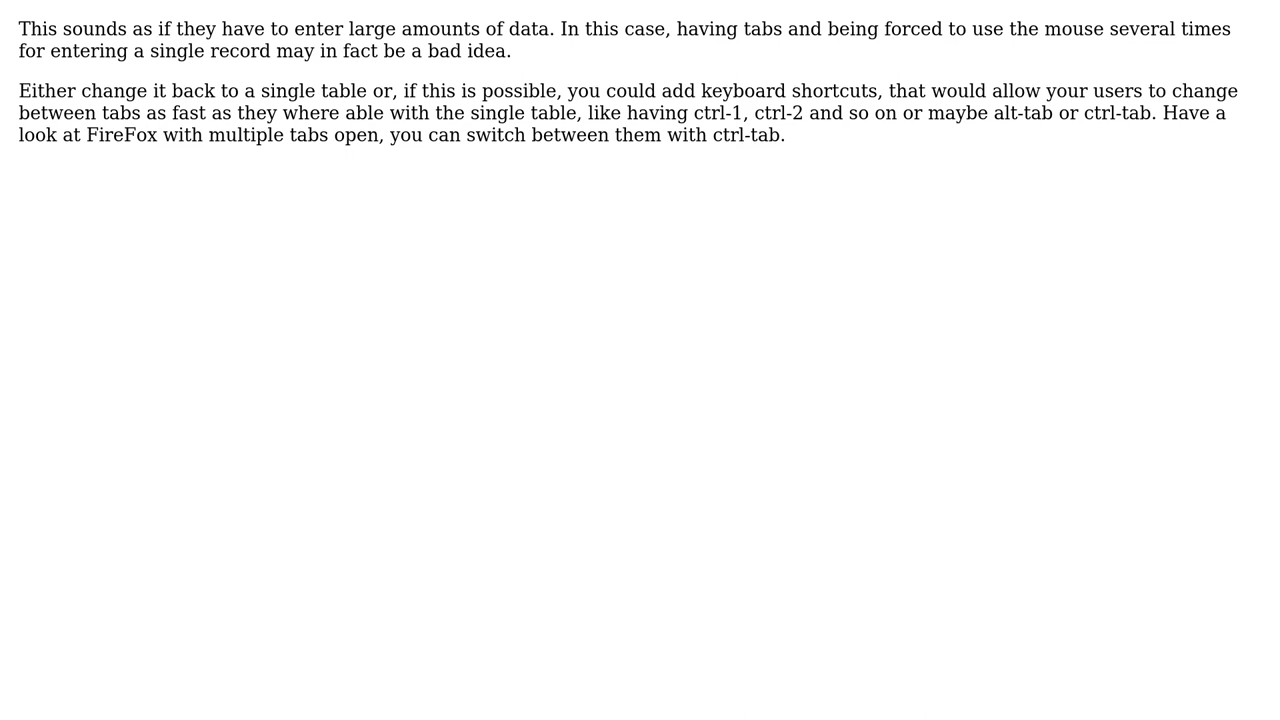 This sounds as if they have to enter large amounts of data. In this case, having tabs and being forced to use the mouse several times
for entering a single record may in fact be a bad idea.
Either change it back to a single table or, if this is possible, you could add keyboard shortcuts, that would allow your users to change
between tabs as fast as they where able with the single table, like having ctrl-1, ctrl-2 and so on or maybe alt-tab or ctrl-tab. Have a
look at FireFox with multiple tabs open, you can switch between them with ctrl-tab.